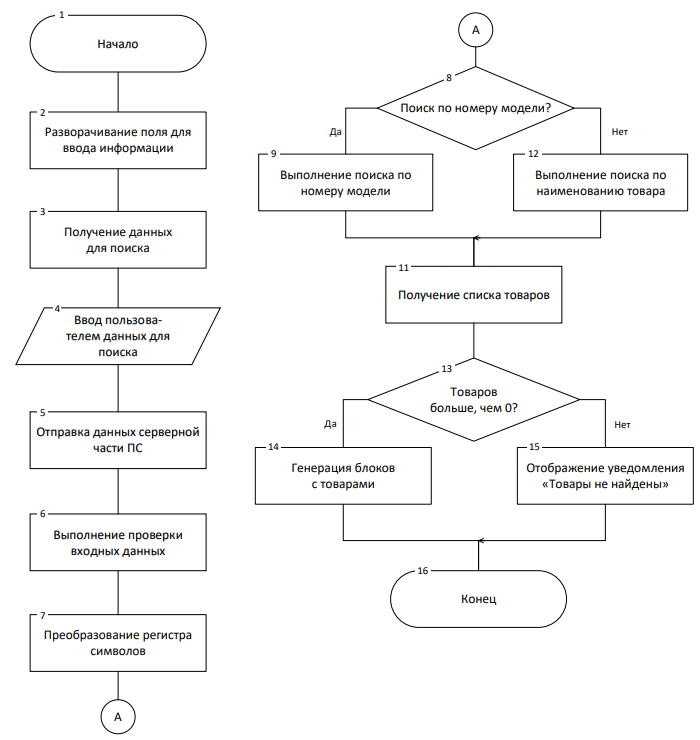 1
Начало
2
Разворачивание поля для
ввода информации
3
Получение данных
для поиска
4
Ввод пользова-
телем данных для
поиска
5
Отправка данных серверной
части ПС
6
Выполнение проверки
входных данных
7
Преобразование регистра
символов
А
А
8
Поиск по номеру модели?
Да
Нет
9
Выполнение поиска по
номеру модели
12
Выполнение поиска по
наименованию товара
11
Получение списка товаров
13
Товаров
больше, чем 0?
Да
Нет
14
Генерация блоков
с товарами
15
Отображение уведомления
«Товары не найдены»
16
Конец